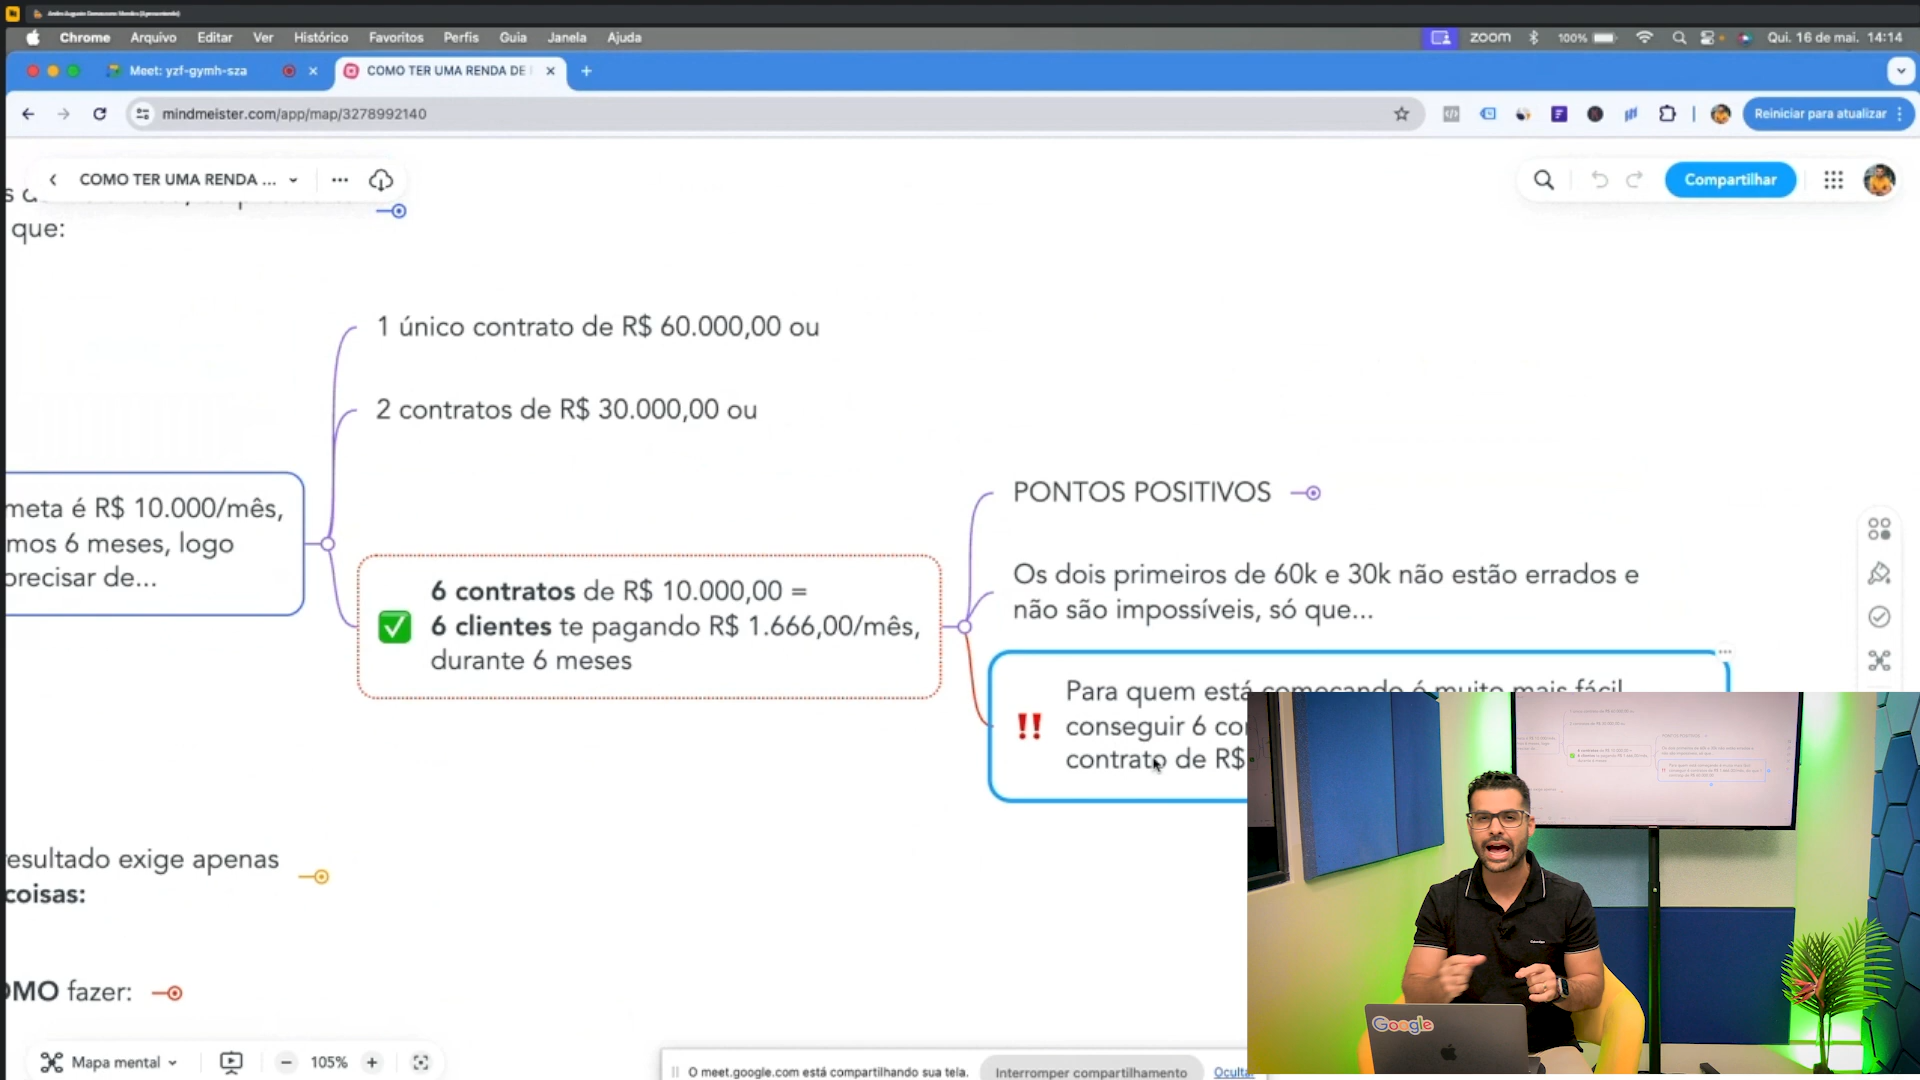 Chrome Arquivo Editar Ver Histórico Favoritos Perfis Guia Janela Ajuda
zoom 100% Qui. 16 de mai. 14:14
Meet: yzf-gymh-sza
COMO TER UMA RENDA DE
mindmeister.com/app/map/3278992140
Reiniciar para atualizar
COMO TER UMA RENDA ...
Compartilhar
que:
1 único contrato de R$ 60.000,00 ou
2 contratos de R$ 30.000,00 ou
meta é R$ 10.000/mês,
mos 6 meses, logo
precisar de...
6 contratos de R$ 10.000,00 =
6 clientes te pagando R$ 1.666,00/mês,
durante 6 meses
PONTOS POSITIVOS
Os dois primeiros de 60k e 30k não estão errados e
não são impossíveis, só que...
Para quem está começando é muito mais fácil
conseguir 6 co
contrato de R$
esultado exige apenas
coisas:
OMO fazer:
Mapa mental
105%
O meet.google.com está compartilhando sua tela.
Interromper compartilhamento
Ocultar
Google